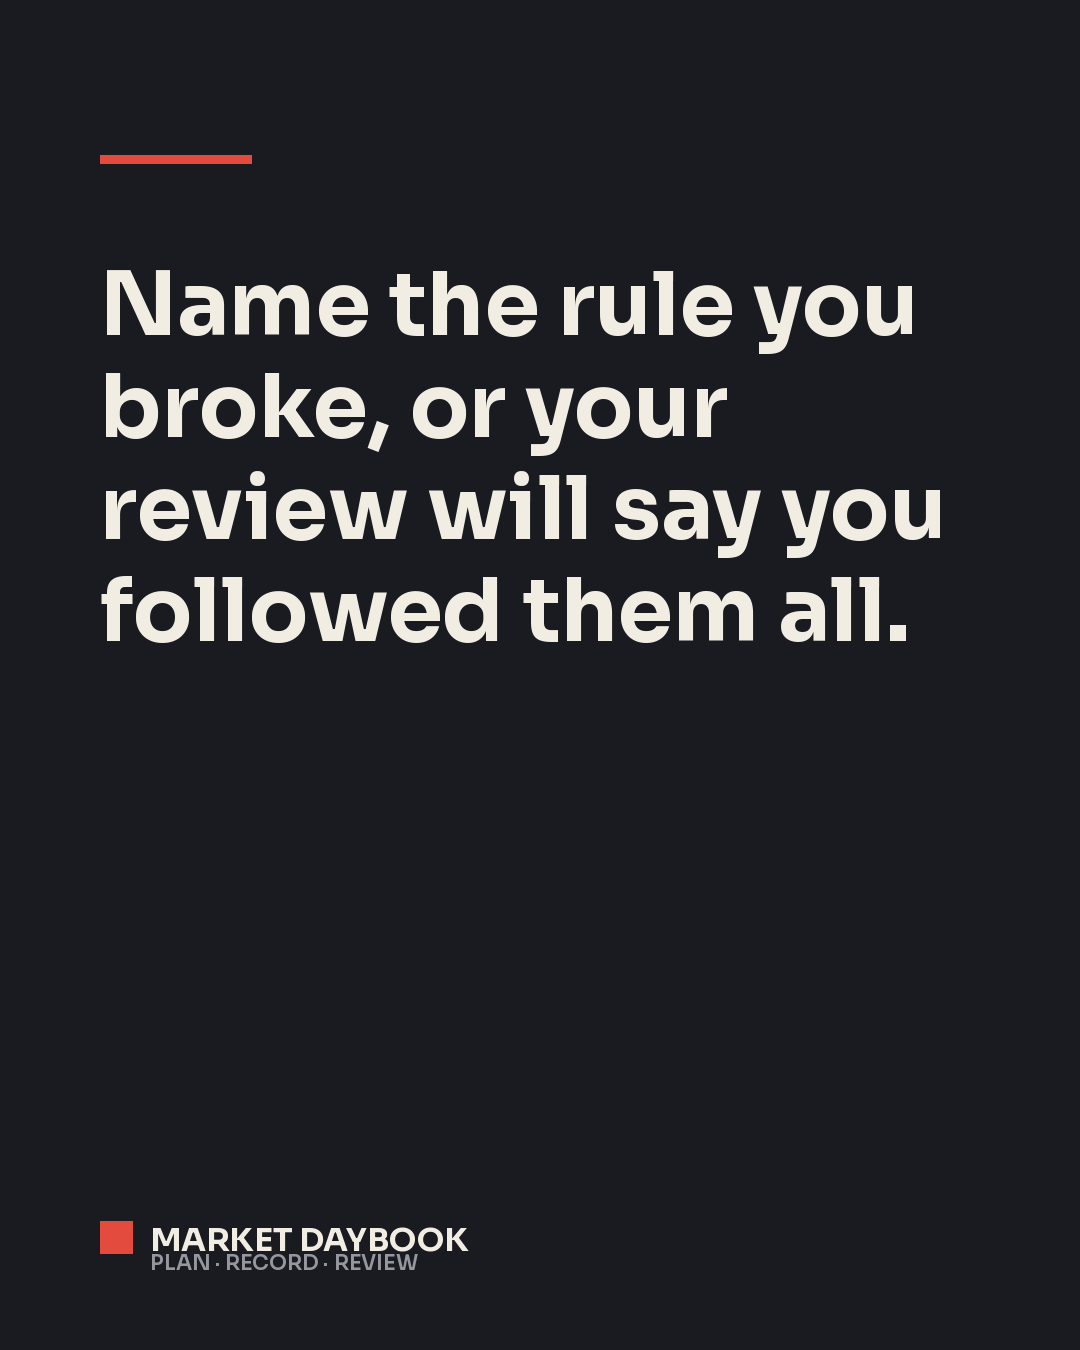 Name the rule you
broke, or your
review will say you
followed them all.
MARKET DAYBOOK
PLAN · RECORD · REVIEW